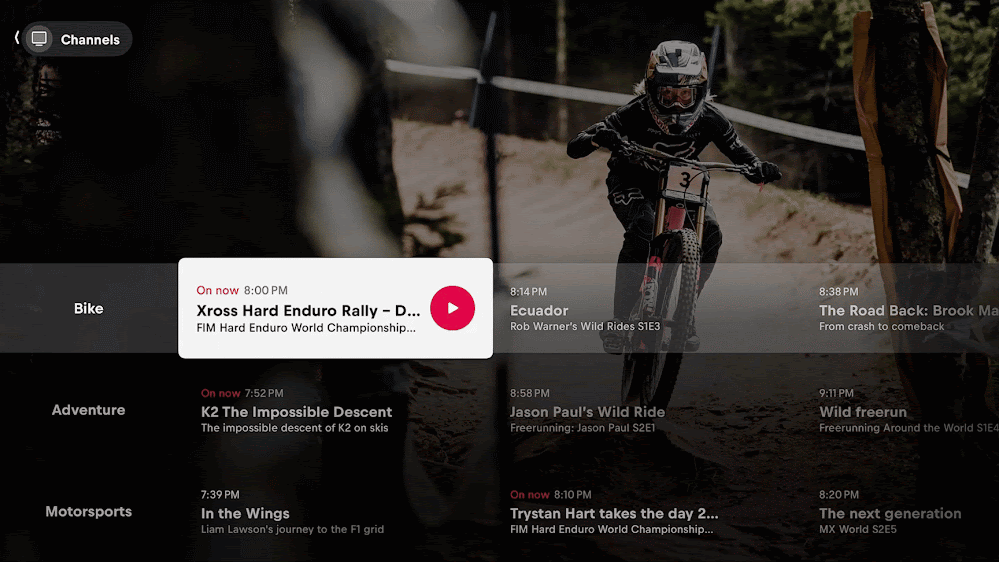 Channels
Bike
On now 8:00 PM
Xross Hard Enduro Rally – D...
FIM Hard Enduro World Championship...
8:14 PM
Ecuador
Rob Warner's Wild Rides S1E3
8:38 PM
The Road Back: Brook Ma
From crash to comeback
Adventure
On now 7:52 PM
K2 The Impossible Descent
The impossible descent of K2 on skis
8:58 PM
Jason Paul's Wild Ride
Freerunning: Jason Paul S2E1
9:11 PM
Wild freerun
Freerunning Around the World S1E4
Motorsports
7:39 PM
In the Wings
Liam Lawson's journey to the F1 grid
On now 8:10 PM
Trystan Hart takes the day 2...
FIM Hard Enduro World Championship...
8:20 PM
The next generation
MX World S2E5
3